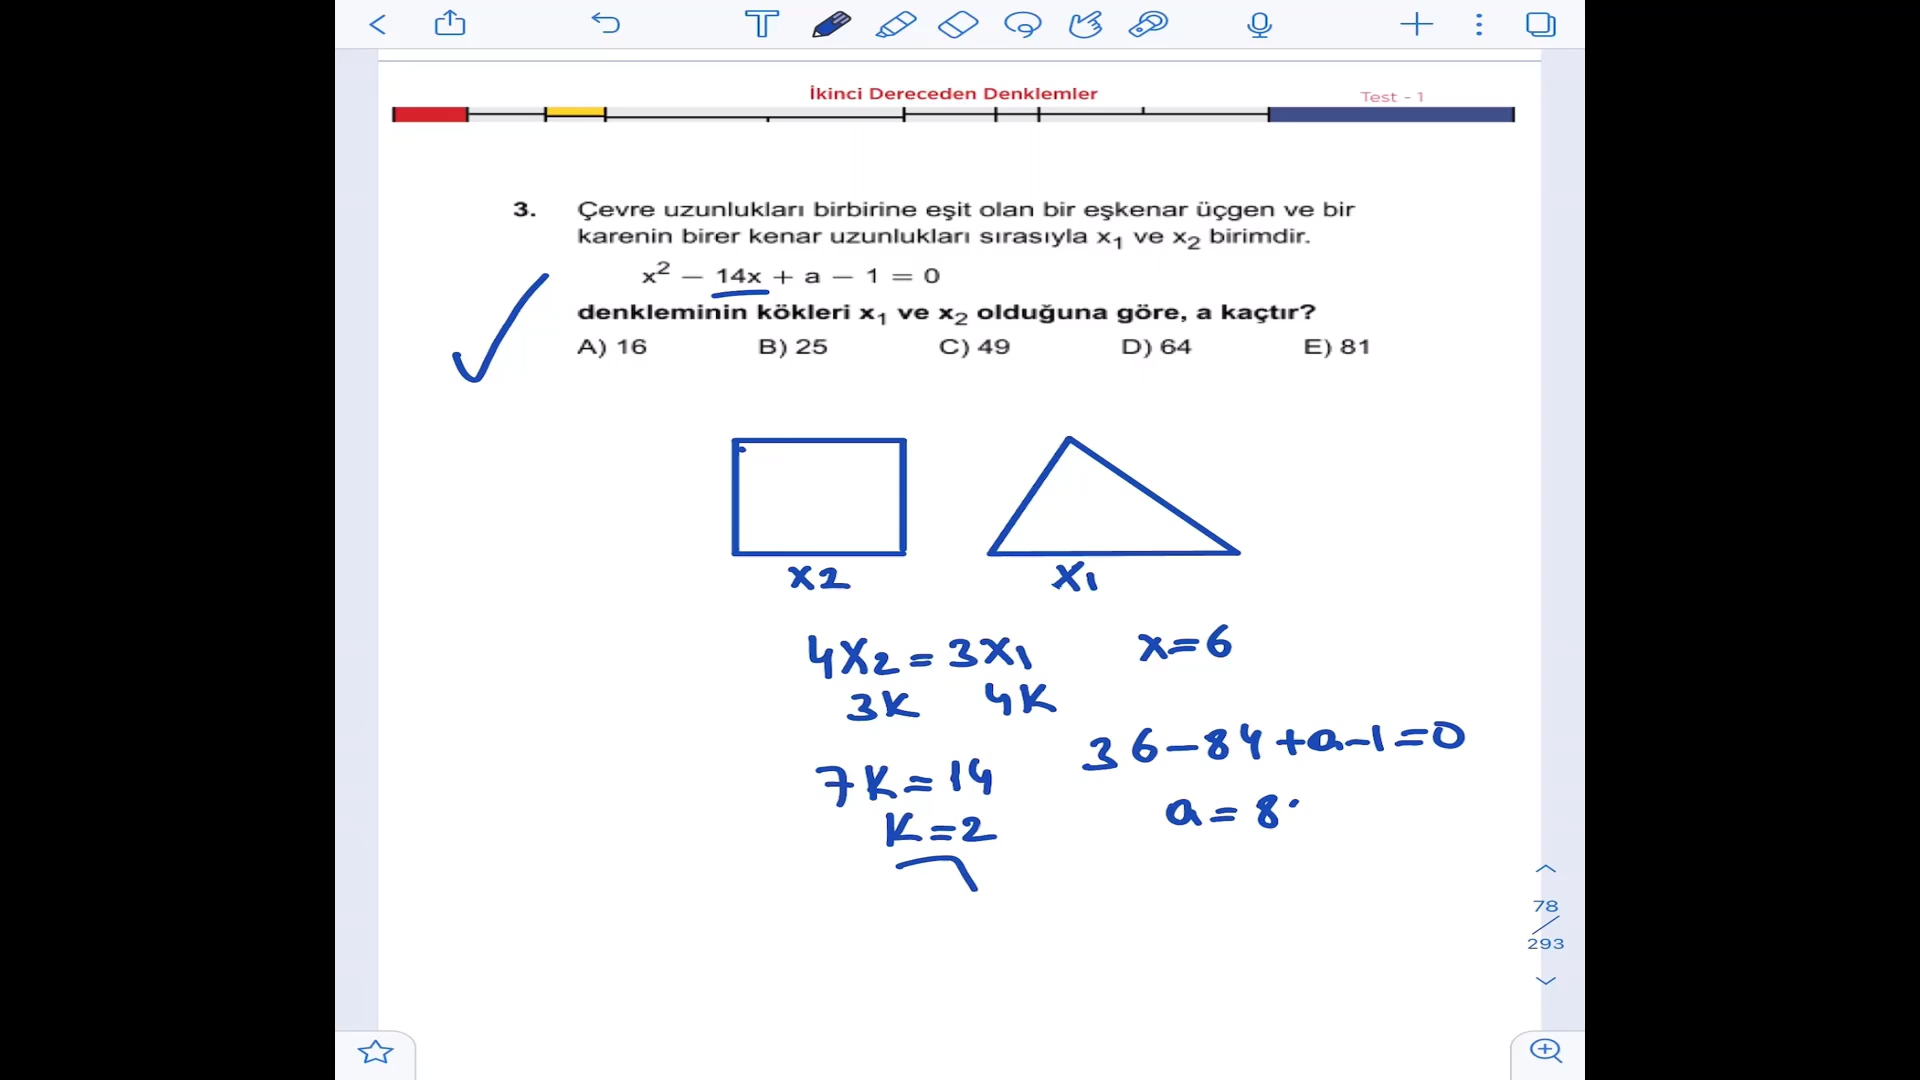 İkinci Dereceden Denklemler
Test - 1
3. Çevre uzunlukları birbirine eşit olan bir eşkenar üçgen ve bir
karenin birer kenar uzunlukları sırasıyla x₁ ve x₂ birimdir.
x² − 14x + a − 1 = 0
denkleminin kökleri x₁ ve x₂ olduğuna göre, a kaçtır?
A) 16 B) 25 C) 49 D) 64 E) 81
x2 x1
4x2 = 3x1 x=6
3K 4K
36-84+a-1=0
7K=14
a=8
K=2
78
293